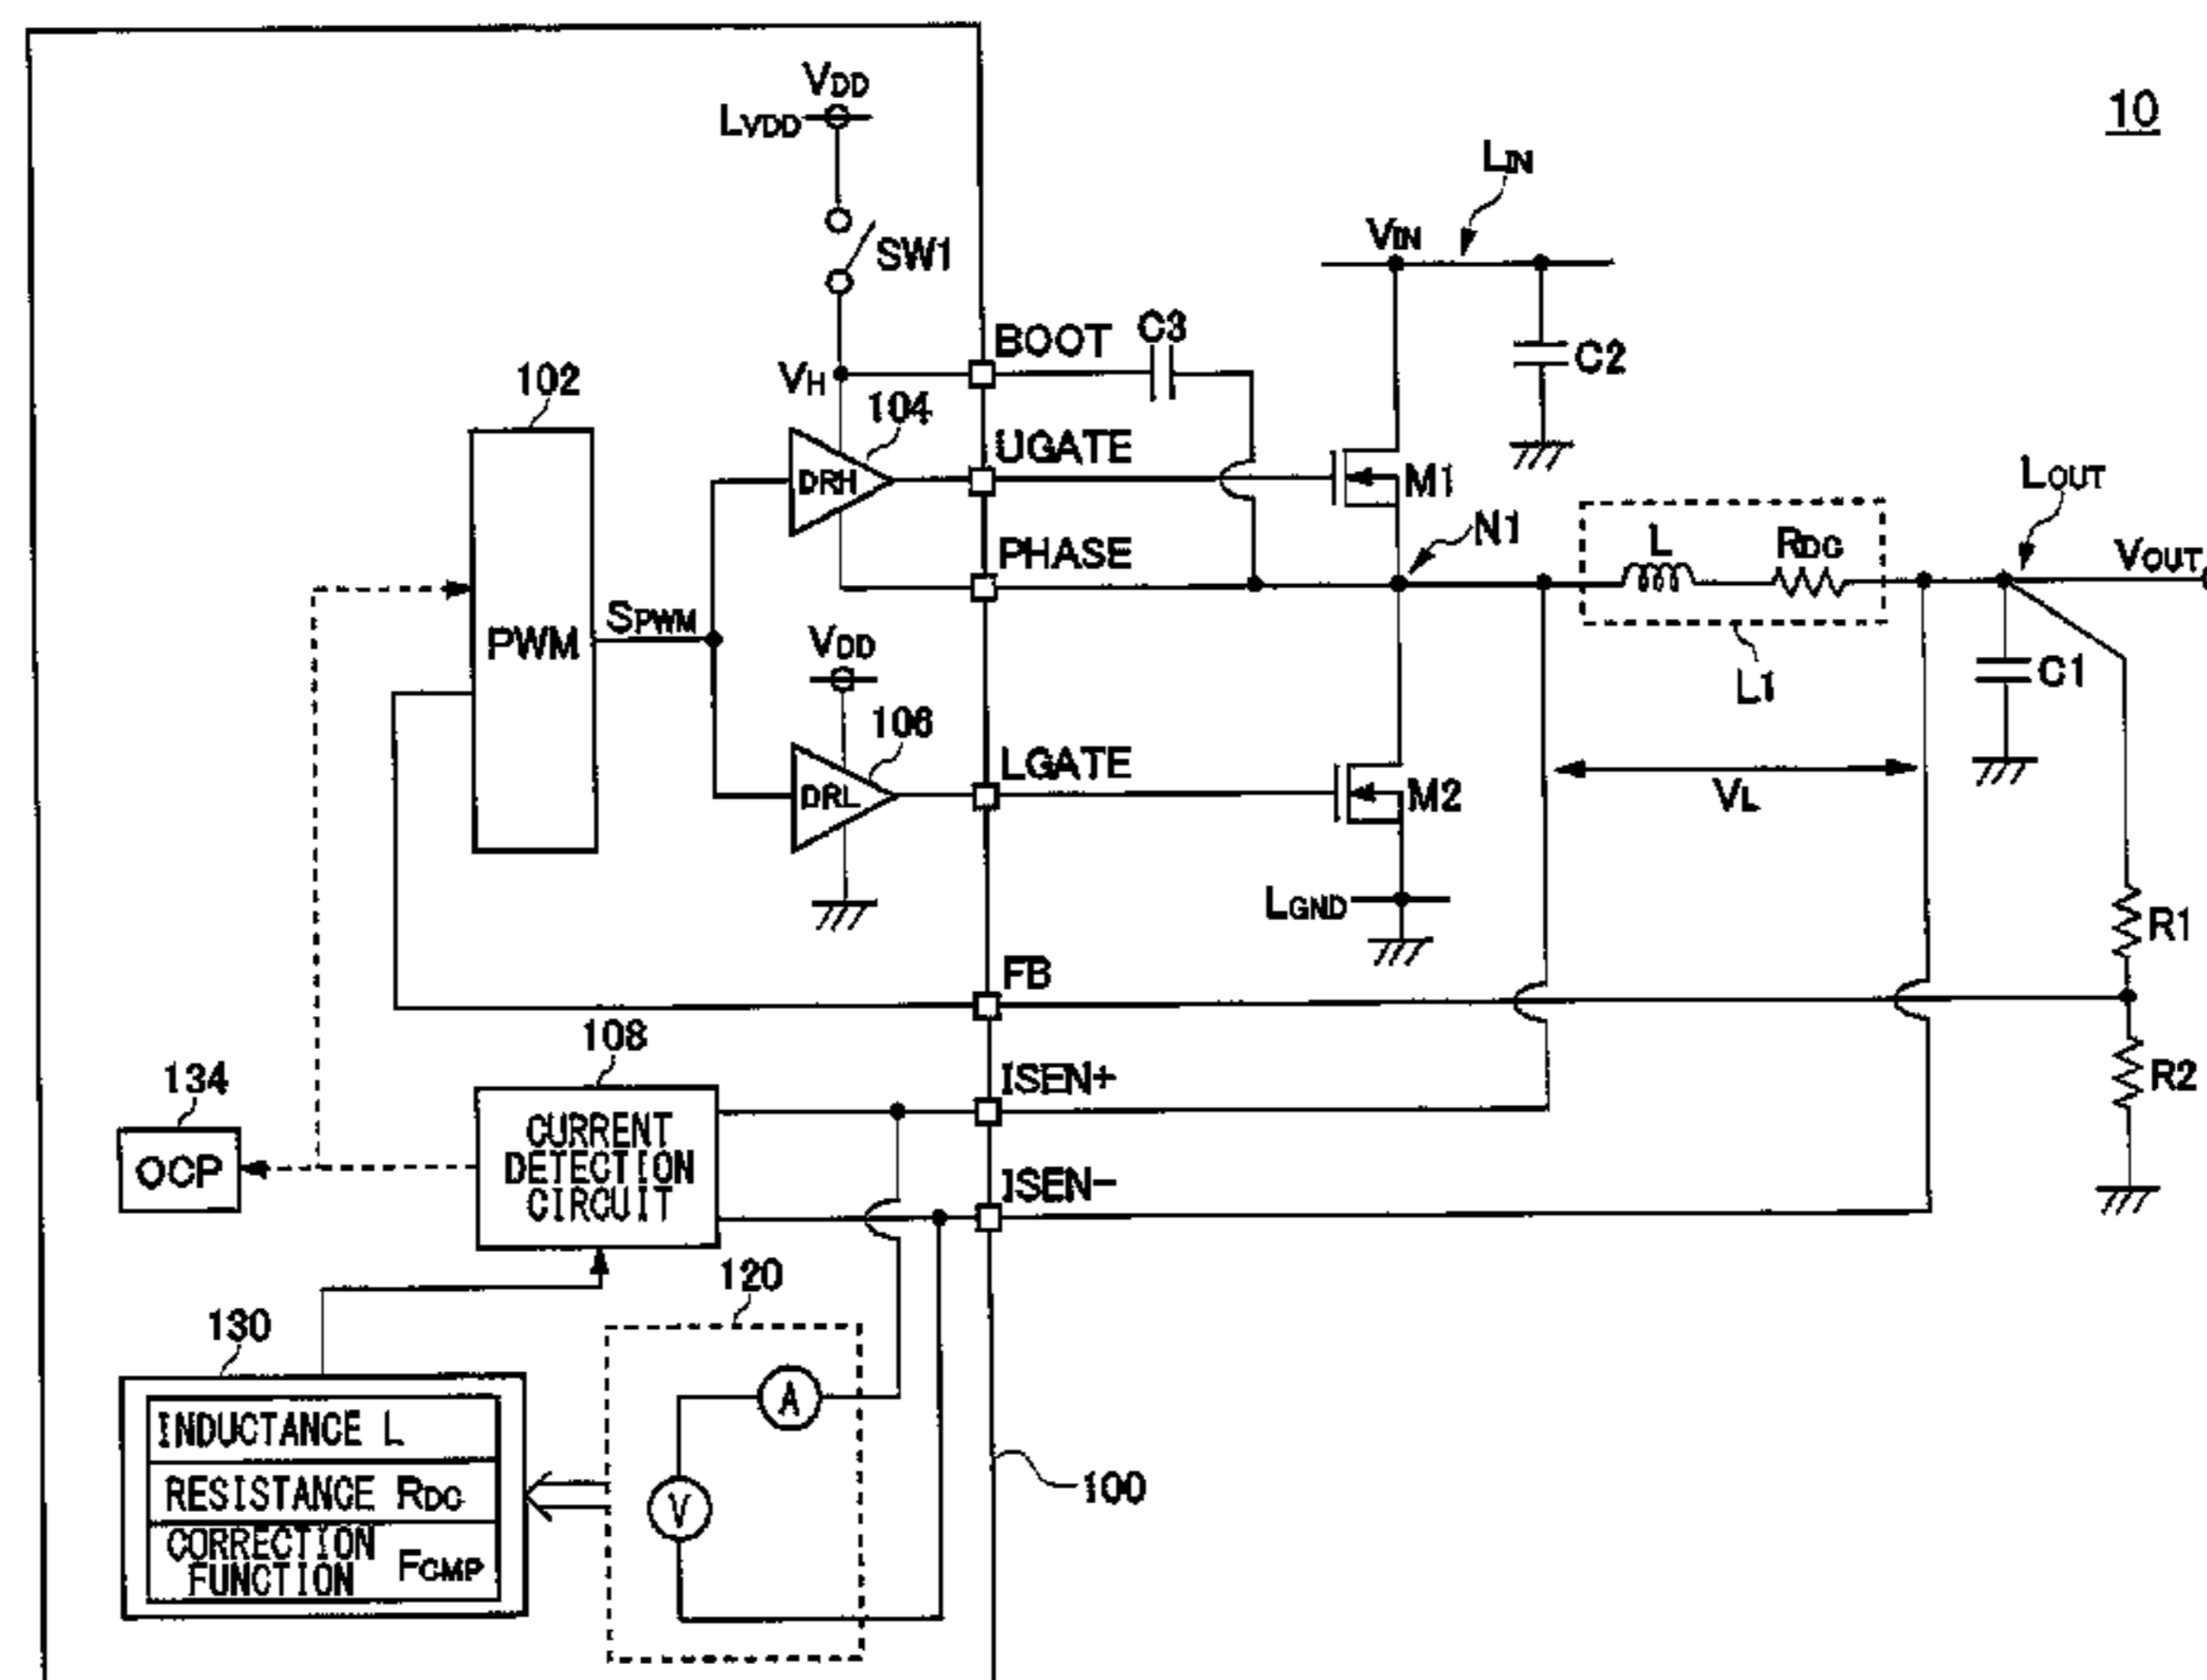 10
VDD
LVDD
SW1
LIN
VIN
BOOT
C3
C2
VH
102
104
UGATE
DRH
M1
PHASE
N1
LOUT
L
RDC
VOUT
SPWM
PWM
VDD
L1
C1
106
LGATE
DRL
M2
VL
LGND
R1
FB
108
ISEN+
R2
134
OCP
CURRENT
DETECTION
CIRCUIT
ISEN-
120
130
A
INDUCTANCE L
RESISTANCE RDC
V
100
CORRECTION
FUNCTION FCMP